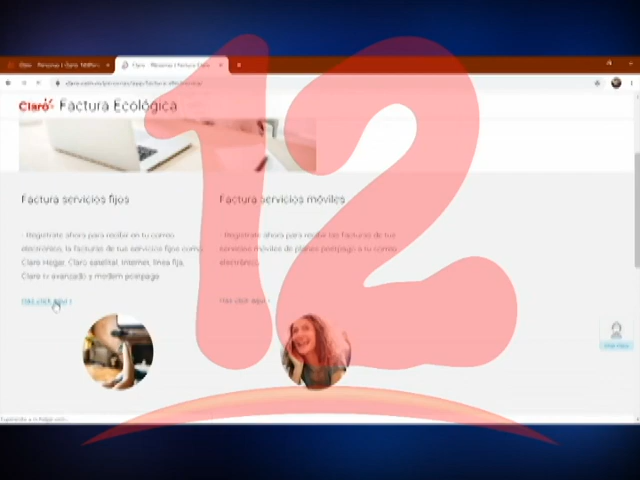 12
Claro Factura Ecológica
Factura servicios fijos
- Regístrate ahora para recibir en tu correo
electrónico, la facturas de tus servicios fijos como
Claro Hogar, Claro satelital, Internet, línea fija,
Claro tv avanzado y modem postpago.
Haz click aquí
Factura servicios móviles
- Regístrate ahora para recibir las facturas de tus
servicios móviles de planes postpago a tu correo
electrónico.
Haz click aquí